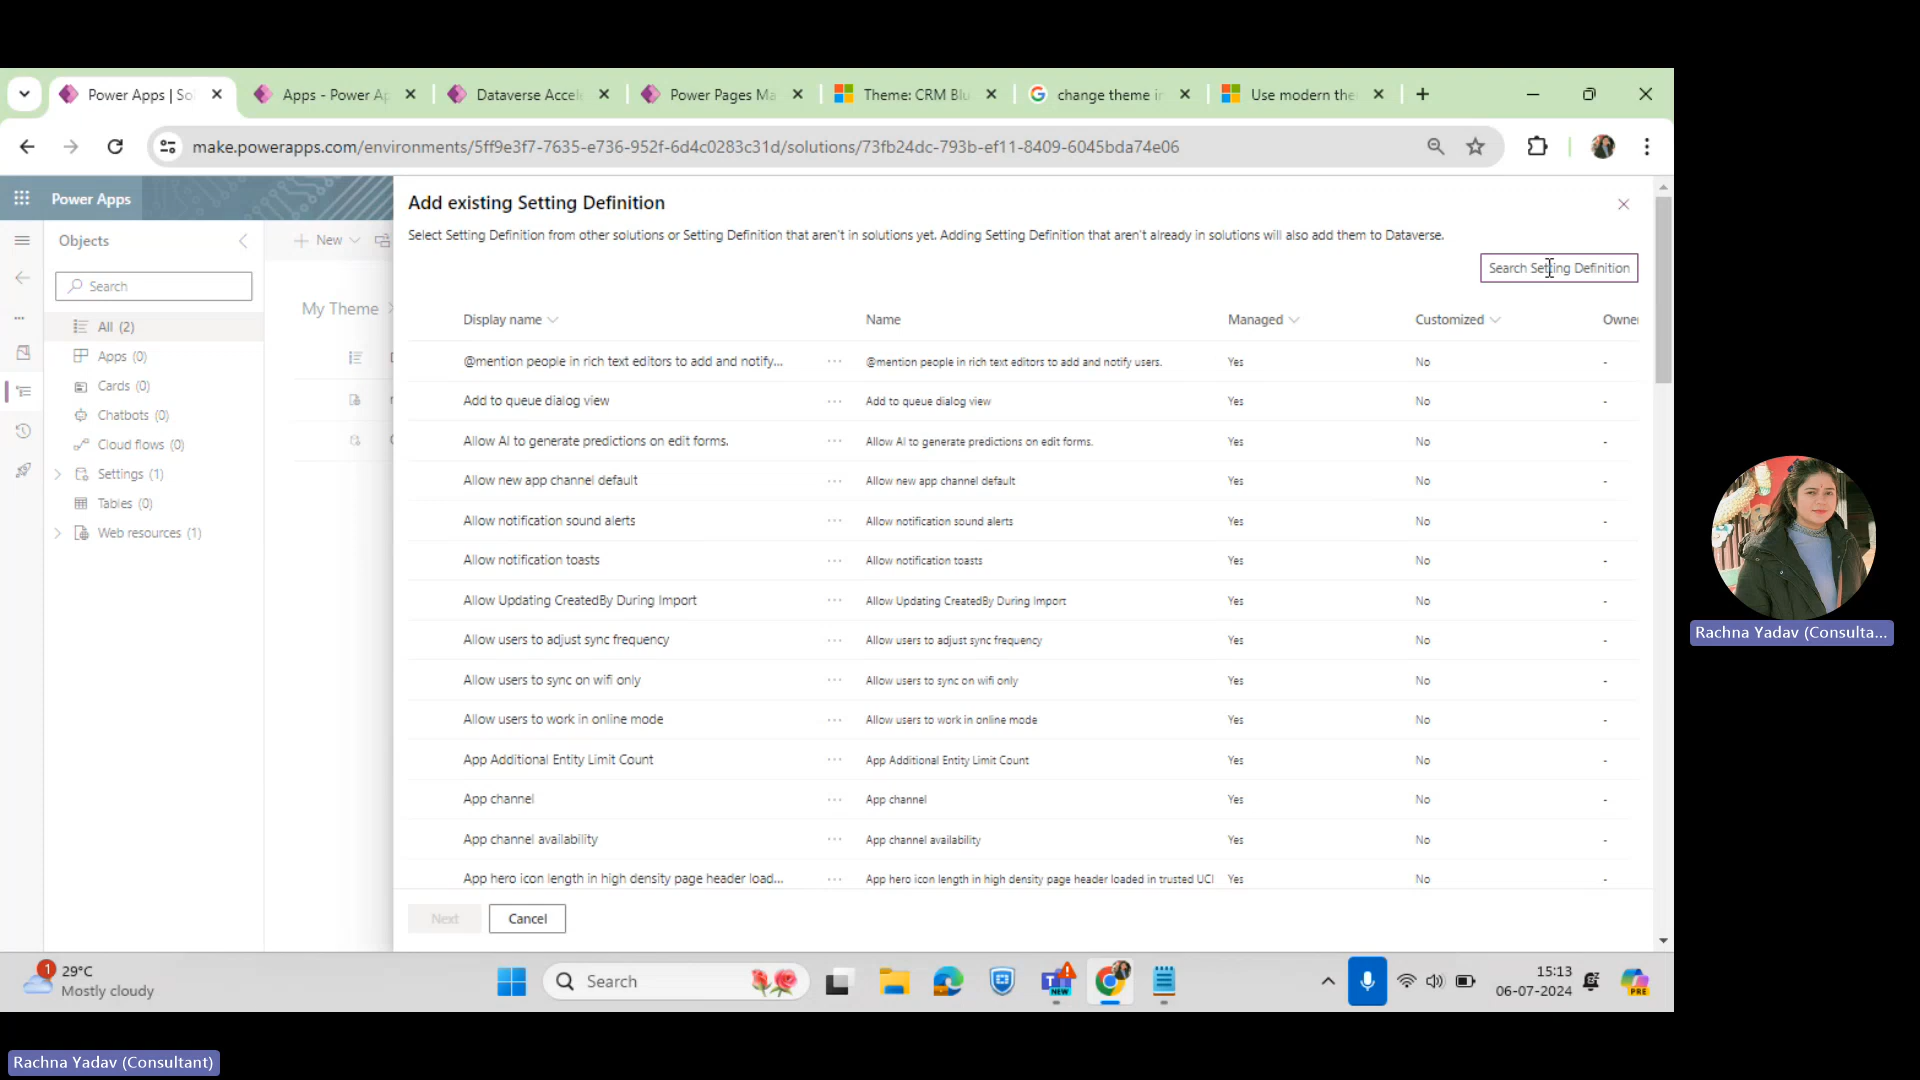 Power Apps | So
Apps - Power Ap
Dataverse Accel
Power Pages Ma
Theme: CRM Blu
change theme in
Use modern the
make.powerapps.com/environments/5ff9e3f7-7635-e736-952f-6d4c0283c31d/solutions/73fb24dc-793b-ef11-8409-6045bda74e06
Power Apps
Objects
Search
All (2)
Apps (0)
Cards (0)
Chatbots (0)
Cloud flows (0)
Settings (1)
Tables (0)
Web resources (1)
New
My Theme
Add existing Setting Definition
Select Setting Definition from other solutions or Setting Definition that aren't in solutions yet. Adding Setting Definition that aren't already in solutions will also add them to Dataverse.
Search Setting Definition
Display name Name Managed Customized Owner
@mention people in rich text editors to add and notify... ... @mention people in rich text editors to add and notify users. Yes No -
Add to queue dialog view ... Add to queue dialog view Yes No -
Allow AI to generate predictions on edit forms. ... Allow AI to generate predictions on edit forms. Yes No -
Allow new app channel default ... Allow new app channel default Yes No -
Allow notification sound alerts ... Allow notification sound alerts Yes No -
Allow notification toasts ... Allow notification toasts Yes No -
Allow Updating CreatedBy During Import ... Allow Updating CreatedBy During Import Yes No -
Allow users to adjust sync frequency ... Allow users to adjust sync frequency Yes No -
Allow users to sync on wifi only ... Allow users to sync on wifi only Yes No -
Allow users to work in online mode ... Allow users to work in online mode Yes No -
App Additional Entity Limit Count ... App Additional Entity Limit Count Yes No -
App channel ... App channel Yes No -
App channel availability ... App channel availability Yes No -
App hero icon length in high density page header load... ... App hero icon length in high density page header loaded in trusted UCI Yes No -
Next Cancel
1
29°C
Mostly cloudy
Search
NEW
15:13
06-07-2024
PRE
Rachna Yadav (Consulta...
Rachna Yadav (Consultant)